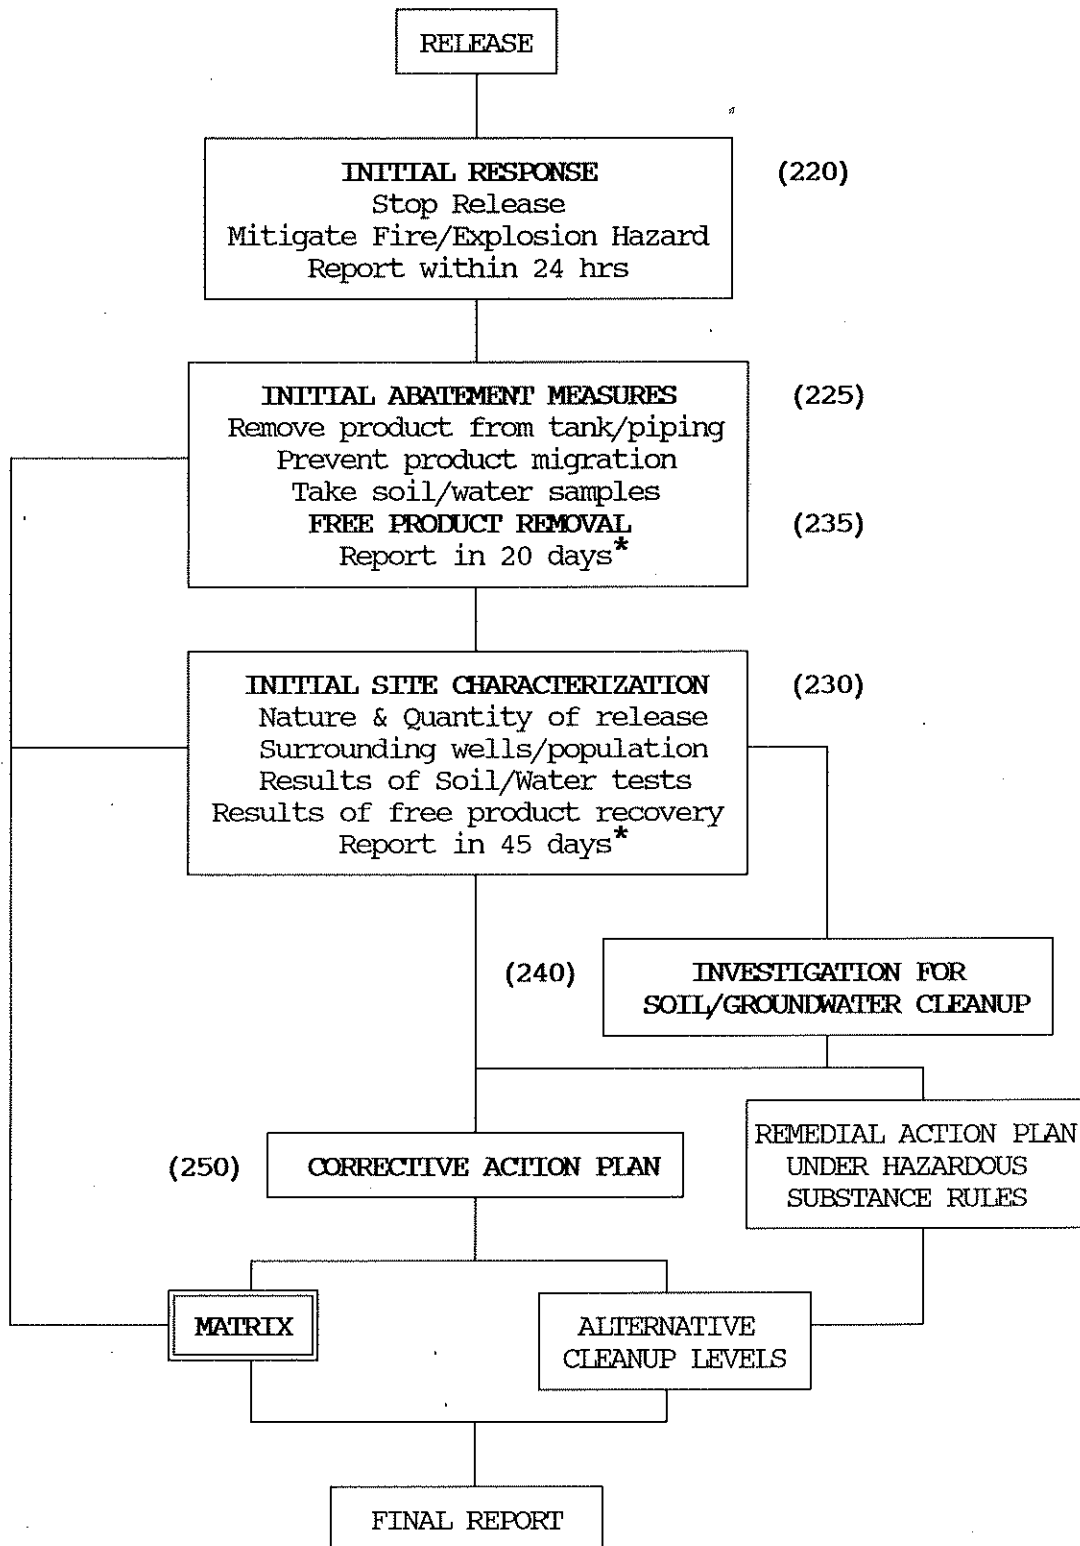 RELEASE
INITIAL RESPONSE (220)
Stop Release
Mitigate Fire/Explosion Hazard
Report within 24 hrs
INITIAL ABATEMENT MEASURES (225)
Remove product from tank/piping
Prevent product migration
Take soil/water samples
FREE PRODUCT REMOVAL (235)
Report in 20 days*
INITIAL SITE CHARACTERIZATION (230)
Nature & Quantity of release
Surrounding wells/population
Results of Soil/Water tests
Results of free product recovery
Report in 45 days*
(240) INVESTIGATION FOR
SOIL/GROUNDWATER CLEANUP
REMEDIAL ACTION PLAN
UNDER HAZARDOUS
SUBSTANCE RULES
(250) CORRECTIVE ACTION PLAN
MATRIX
ALTERNATIVE
CLEANUP LEVELS
FINAL REPORT